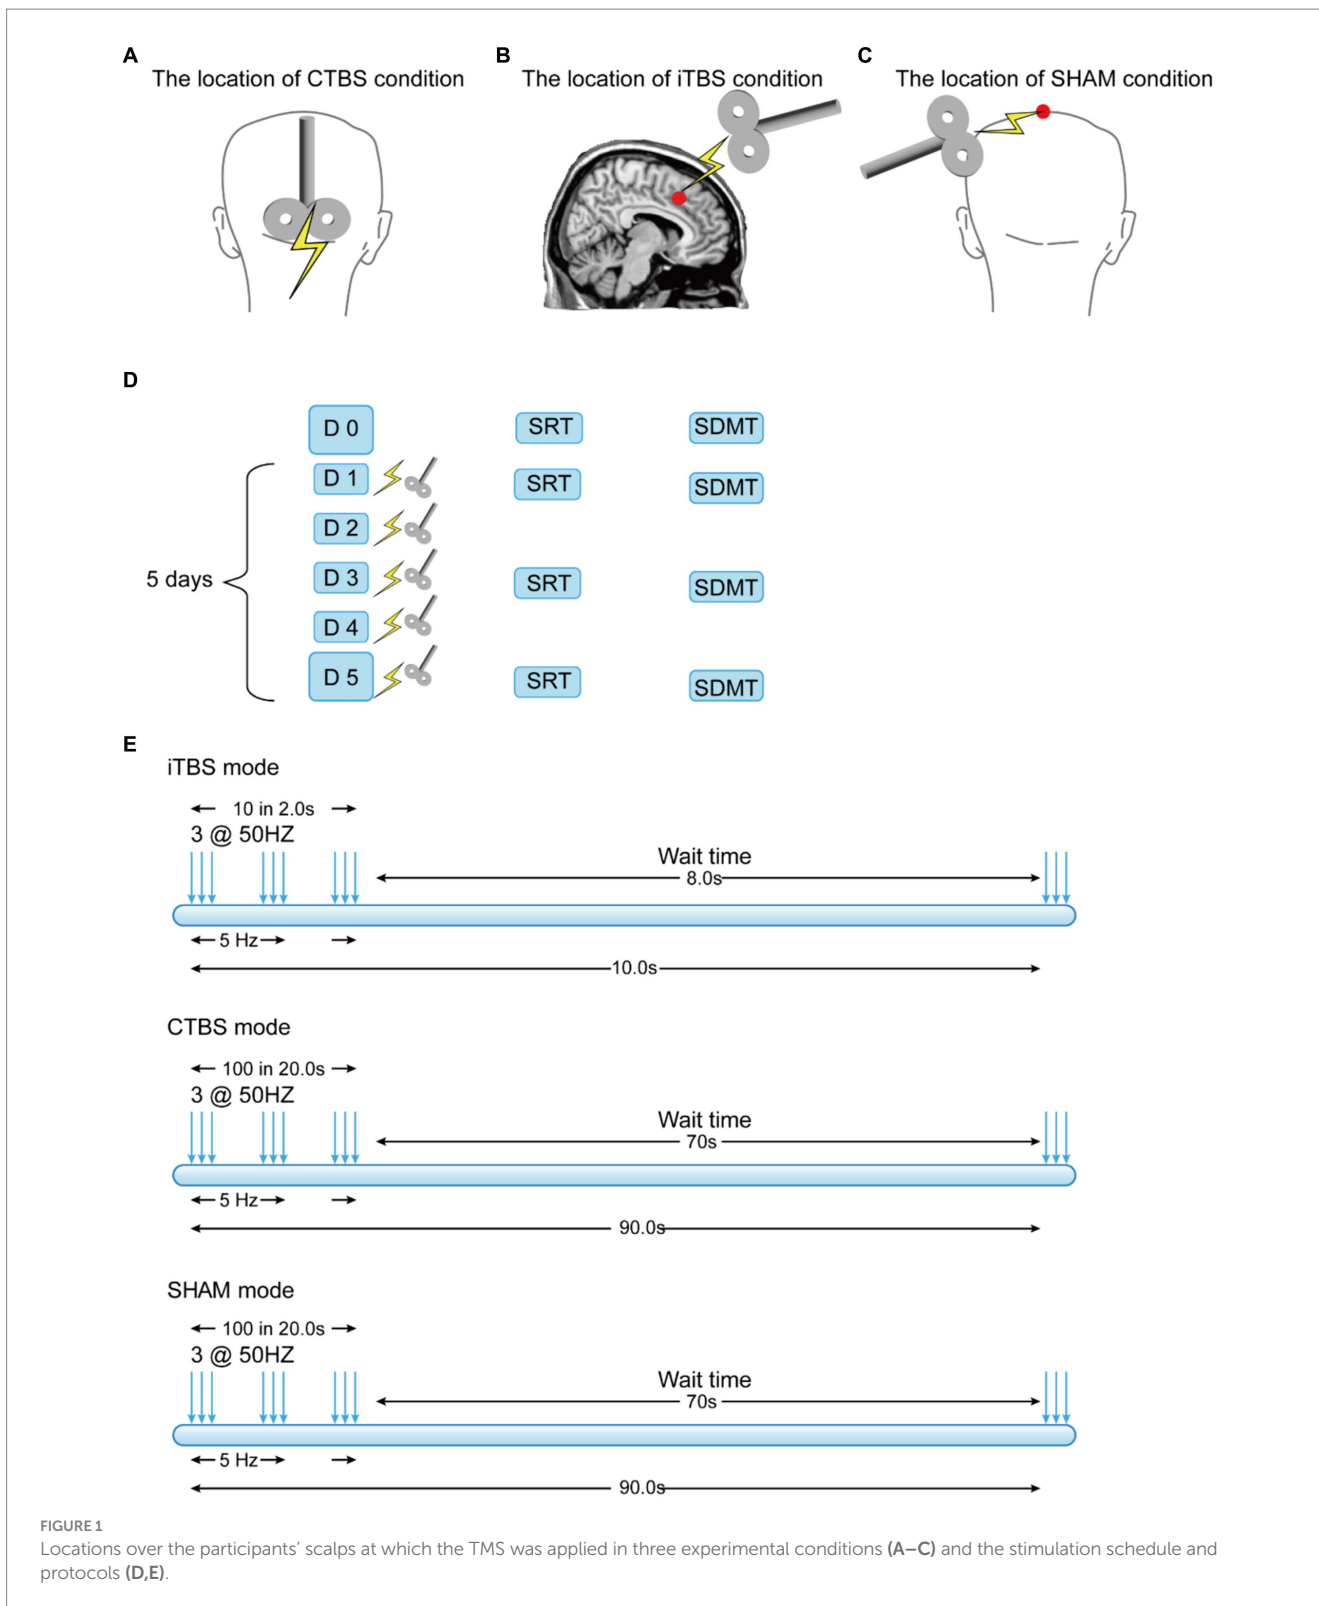 A
The location of CTBS condition
B
The location of iTBS condition
C
The location of SHAM condition
D
D 0 SRT SDMT
D 1 SRT SDMT
D 2
5 days D 3 SRT SDMT
D 4
D 5 SRT SDMT
E
iTBS mode
10 in 2.0s
3 @ 50HZ
Wait time
8.0s
5 Hz
10.0s
CTBS mode
100 in 20.0s
3 @ 50HZ
Wait time
70s
5 Hz
90.0s
SHAM mode
100 in 20.0s
3 @ 50HZ
Wait time
70s
5 Hz
90.0s
FIGURE 1
Locations over the participants’ scalps at which the TMS was applied in three experimental conditions (A–C) and the stimulation schedule and
protocols (D,E).